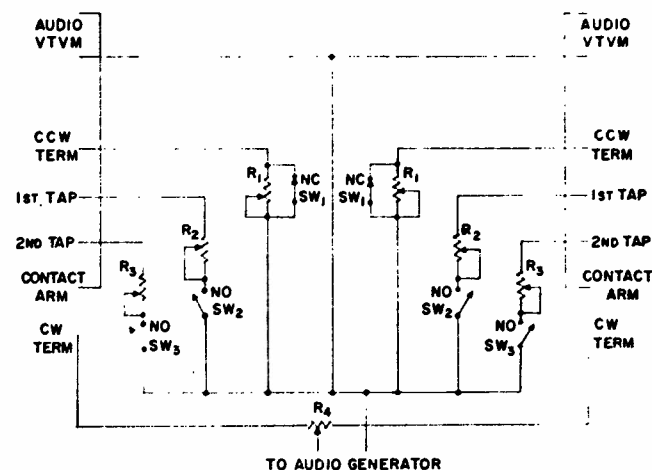 AUDIO
VTVM
AUDIO
VTVM
CCW
TERM
CCW
TERM
R1
NC
SW1
NC
SW1
R1
1ST TAP
1ST TAP
R2
R2
2ND TAP
2ND TAP
R3
R3
CONTACT
ARM
CONTACT
ARM
NO
SW2
NO
SW2
CW
TERM
NO
SW3
NO
SW3
CW
TERM
R4
TO AUDIO GENERATOR